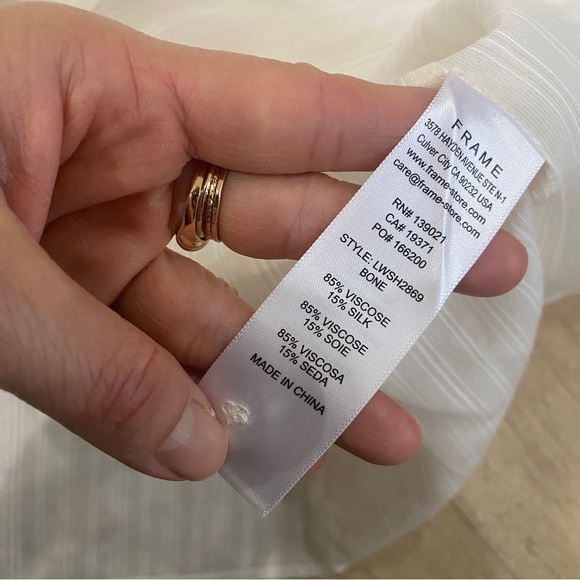 FRAME
3578 HAYDEN AVENUE STE N-1
Culver City CA 90232 USA
www.frame-store.com
care@frame-store.com
RN# 139021
CA# 19371
PO# 166200
STYLE: LWSH2869
BONE
85% VISCOSE
15% SILK
85% VISCOSE
15% SOIE
85% VISCOSA
15% SEDA
MADE IN CHINA